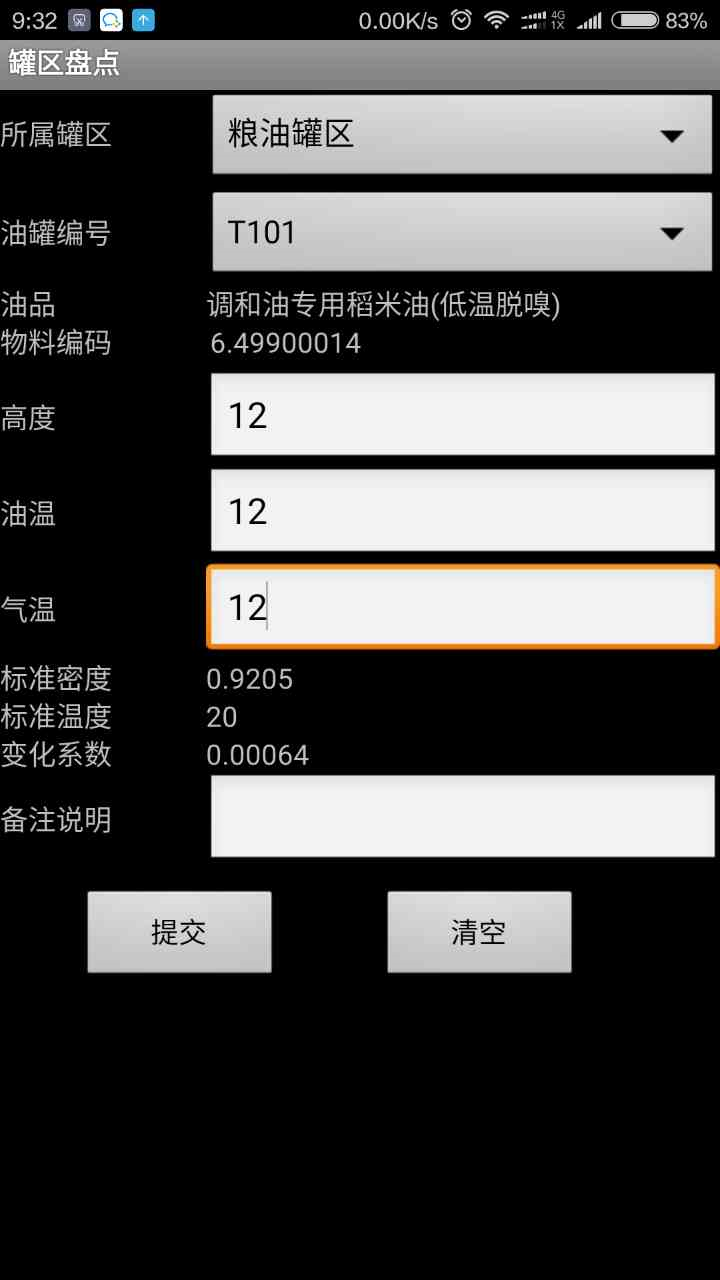 9:32 0.00K/s 4G 1X 83%
罐区盘点
所属罐区 粮油罐区
油罐编号 T101
油品 调和油专用稻米油(低温脱嗅)
物料编码 6.49900014
高度 12
油温 12
气温 12
标准密度 0.9205
标准温度 20
变化系数 0.00064
备注说明
提交 清空